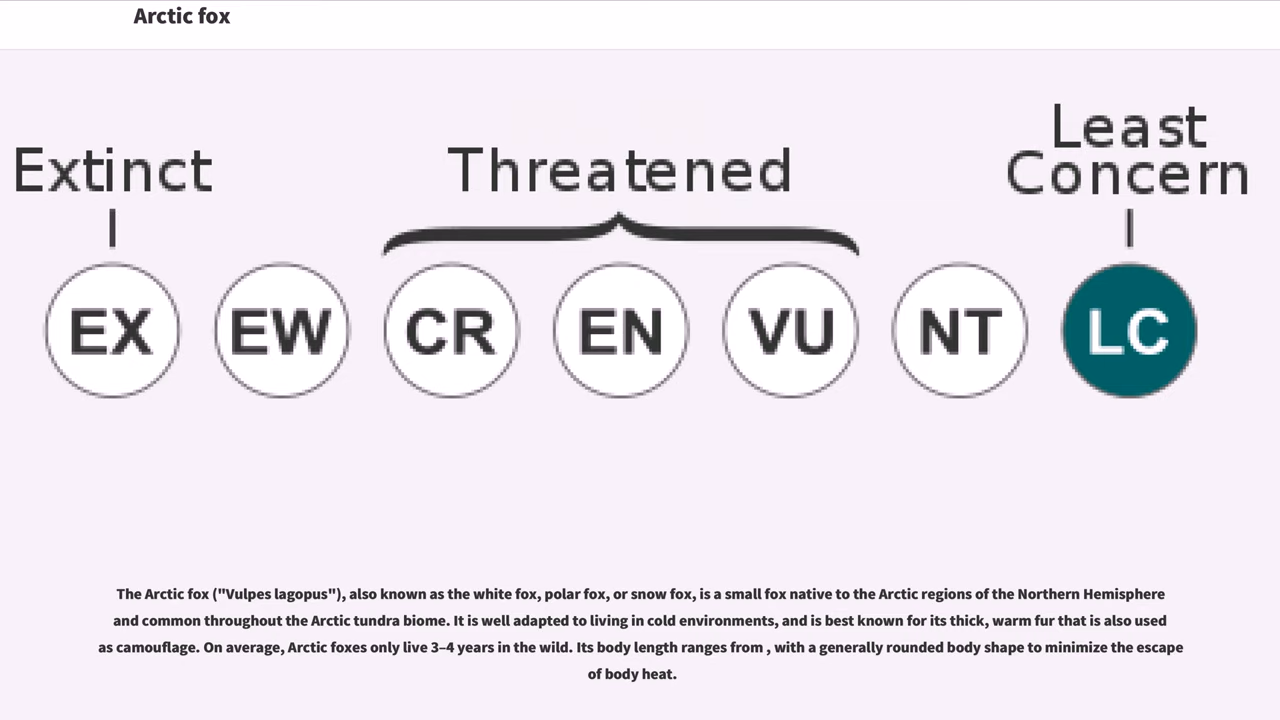 Arctic fox
Extinct
Threatened
Least
Concern
EX EW CR EN VU NT LC
The Arctic fox ("Vulpes lagopus"), also known as the white fox, polar fox, or snow fox, is a small fox native to the Arctic regions of the Northern Hemisphere
and common throughout the Arctic tundra biome. It is well adapted to living in cold environments, and is best known for its thick, warm fur that is also used
as camouflage. On average, Arctic foxes only live 3–4 years in the wild. Its body length ranges from , with a generally rounded body shape to minimize the escape
of body heat.